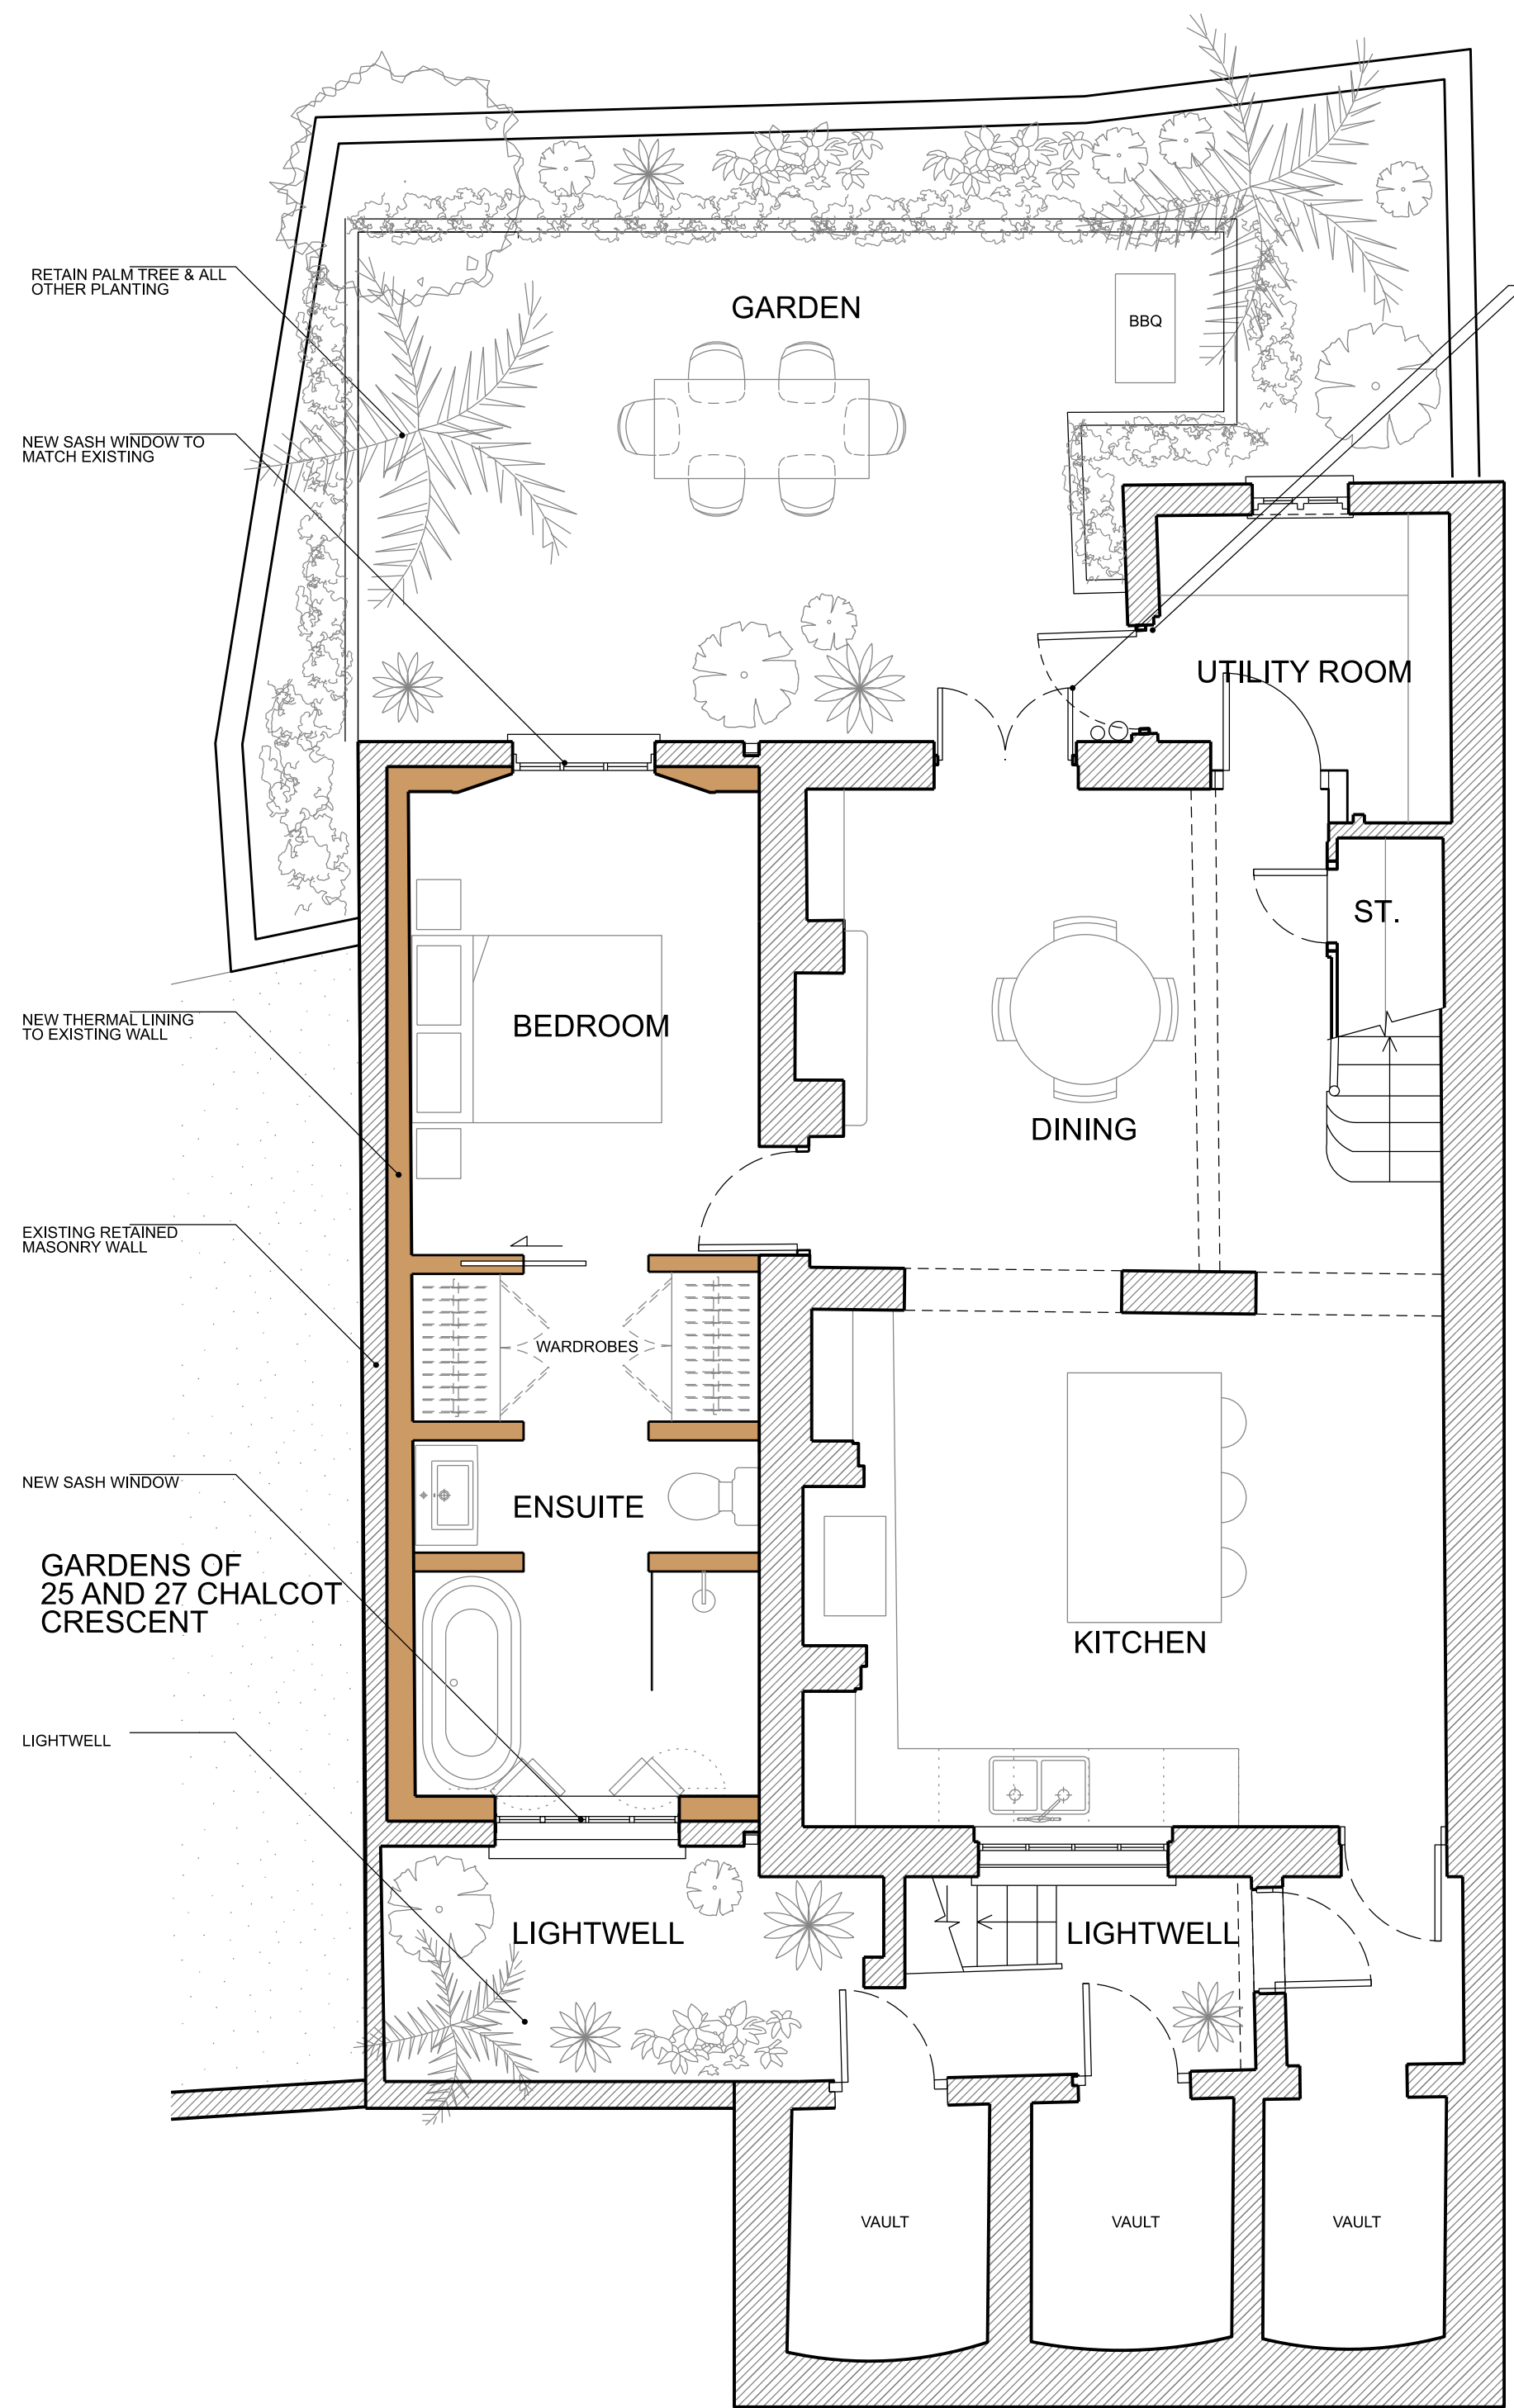 RETAIN PALM TREE & ALL
OTHER PLANTING
GARDEN
BBQ
NEW SASH WINDOW TO
MATCH EXISTING
UTILITY ROOM
ST.
NEW THERMAL LINING
TO EXISTING WALL
BEDROOM
DINING
EXISTING RETAINED
MASONRY WALL
WARDROBES
NEW SASH WINDOW
ENSUITE
GARDENS OF
25 AND 27 CHALCOT
CRESCENT
KITCHEN
LIGHTWELL
LIGHTWELL
LIGHTWELL
VAULT
VAULT
VAULT